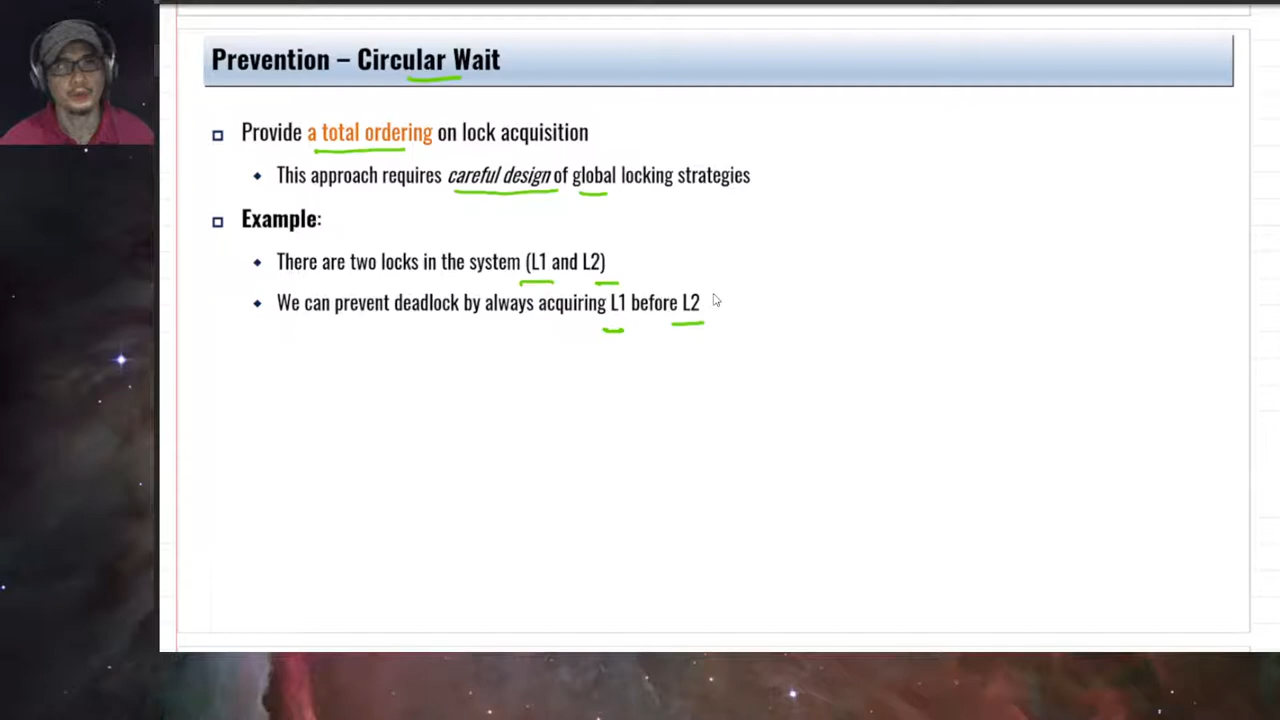 Prevention – Circular Wait
Provide a total ordering on lock acquisition
This approach requires careful design of global locking strategies
Example:
There are two locks in the system (L1 and L2)
We can prevent deadlock by always acquiring L1 before L2